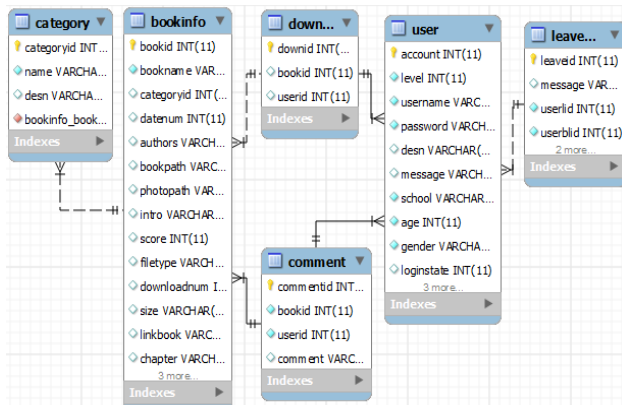 category
categoryid INT...
name VARCHA...
desn VARCHA...
bookinfo_book...
Indexes
bookinfo
bookid INT(11)
bookname VAR...
categoryid INT(...
datenum INT(11)
authors VARCH...
bookpath VARC...
photopath VAR...
intro VARCHAR...
score INT(11)
filetype VARCH...
downloadnum I...
size VARCHAR(...
linkbook VARC...
chapter VARCH...
3 more...
Indexes
down...
downid INT(...
bookid INT(11)
userid INT(11)
Indexes
comment
commentid INT...
bookid INT(11)
userid INT(11)
comment VARC...
Indexes
user
account INT(11)
level INT(11)
username VARC...
password VARCH...
desn VARCHAR(...
message VARCH...
school VARCHAR...
age INT(11)
gender VARCHA...
loginstate INT(11)
3 more...
Indexes
leave...
leaveid INT(11)
message VAR...
userlid INT(11)
userblid INT(11)
2 more...
Indexes